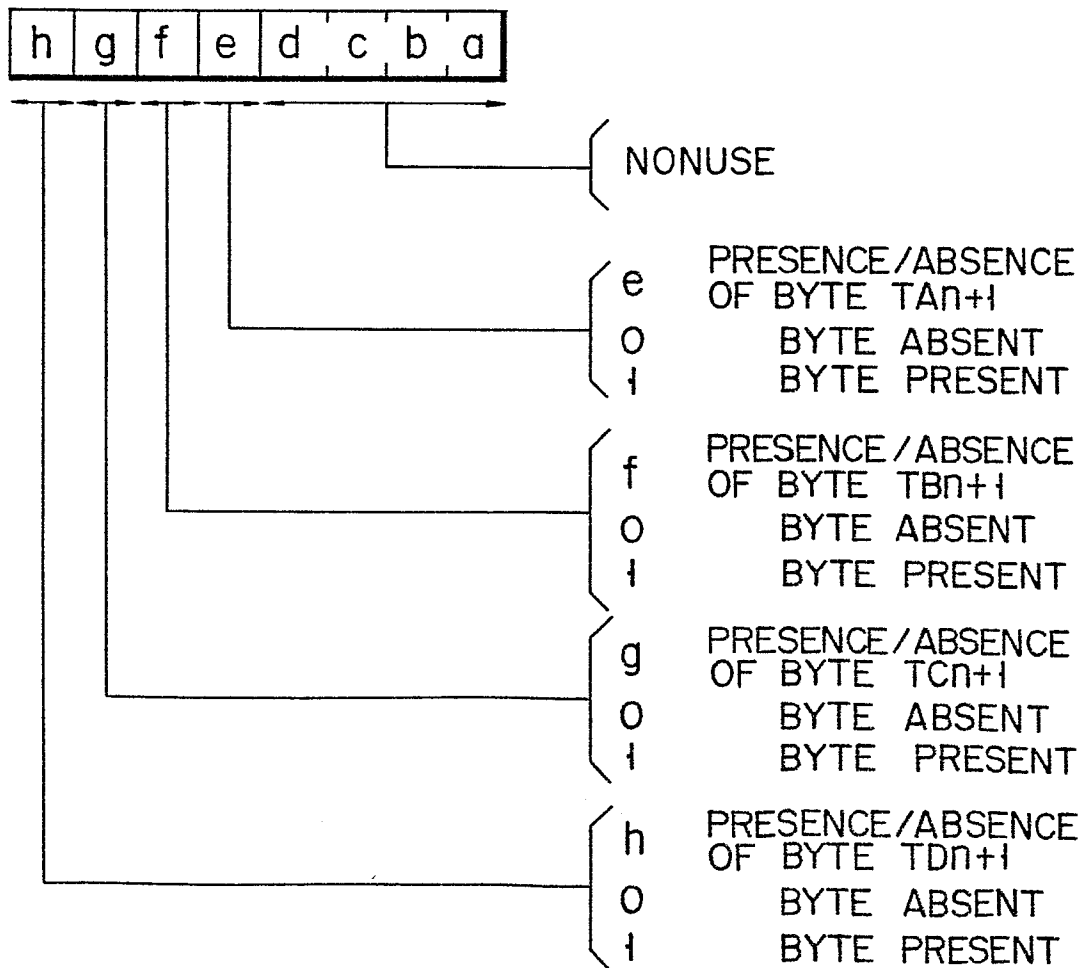 h g f e d c b a
NONUSE
e PRESENCE/ABSENCE
OF BYTE TAn+1
0 BYTE ABSENT
1 BYTE PRESENT
f PRESENCE/ABSENCE
OF BYTE TBn+1
0 BYTE ABSENT
1 BYTE PRESENT
g PRESENCE/ABSENCE
OF BYTE TCn+1
0 BYTE ABSENT
1 BYTE PRESENT
h PRESENCE/ABSENCE
OF BYTE TDn+1
0 BYTE ABSENT
1 BYTE PRESENT